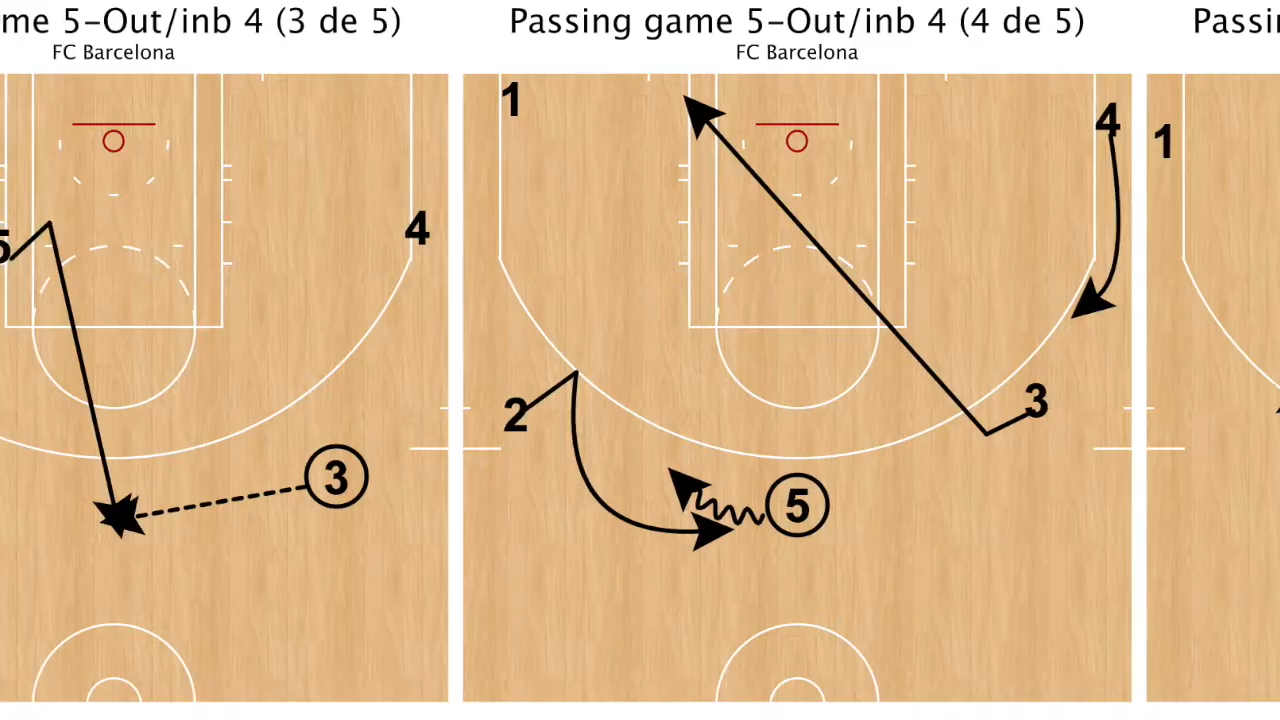 me 5-Out/inb 4 (3 de 5)
FC Barcelona
5
4
3
Passing game 5-Out/inb 4 (4 de 5)
FC Barcelona
1
4
2
3
5
Passi
1